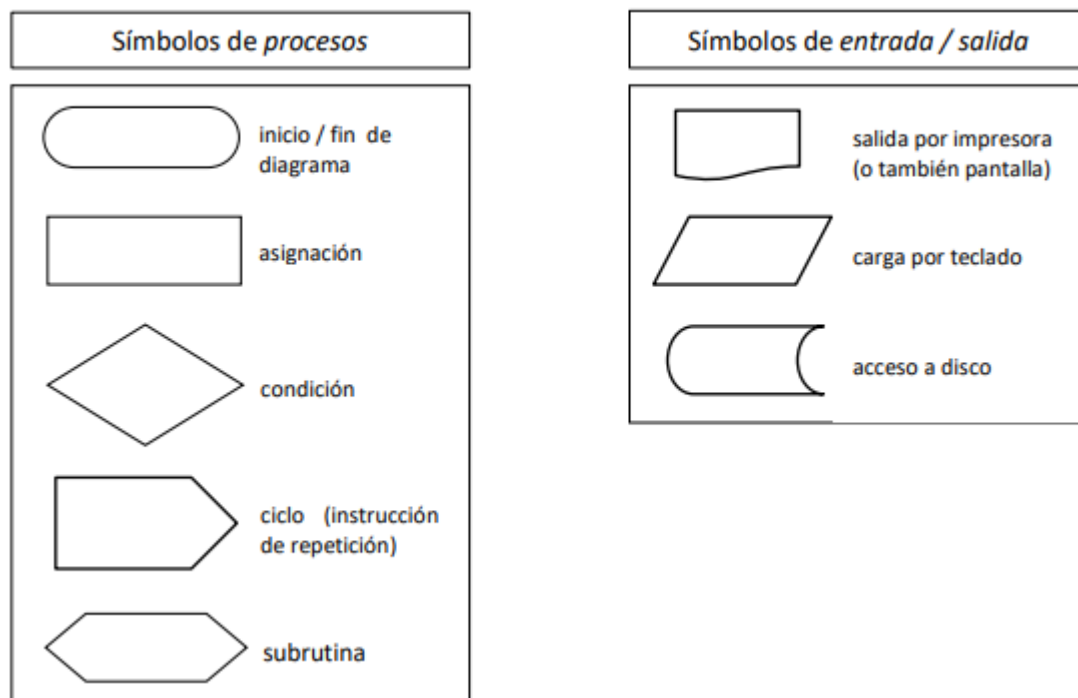 Símbolos de procesos
inicio / fin de
diagrama
asignación
condición
ciclo (instrucción
de repetición)
subrutina
Símbolos de entrada / salida
salida por impresora
(o también pantalla)
carga por teclado
acceso a disco